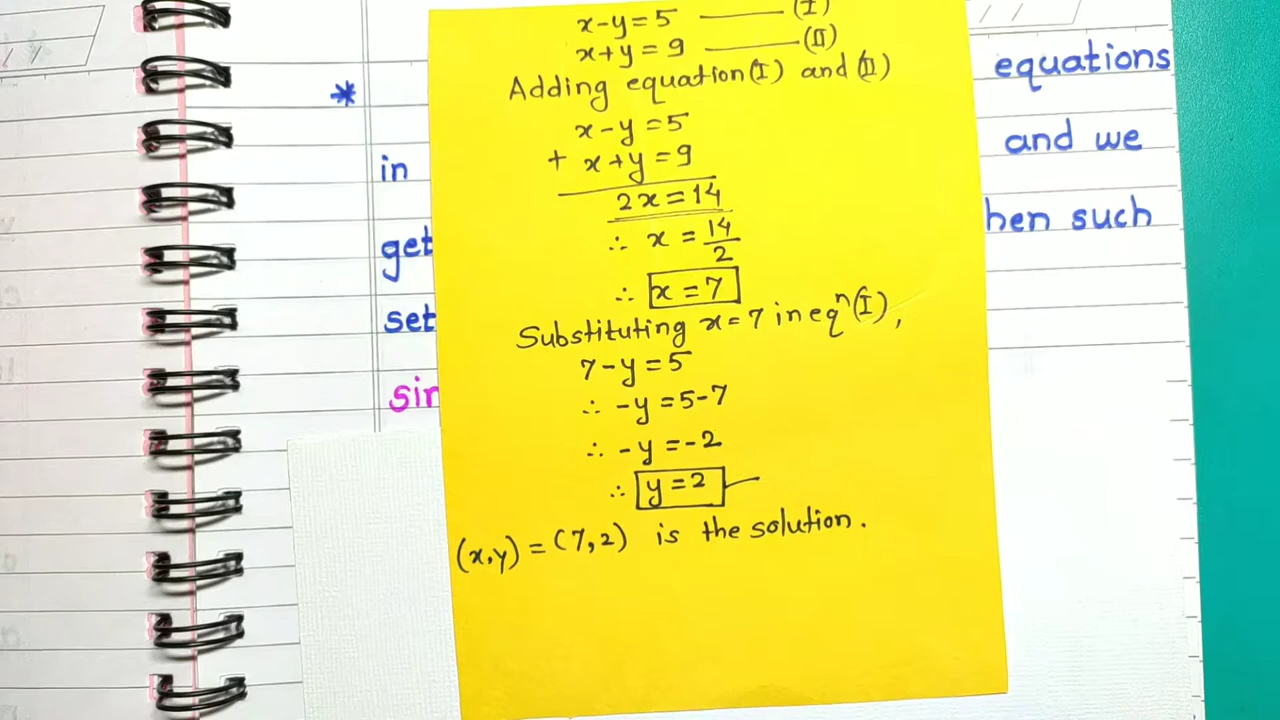 x-y=5 (I)
x+y=9 (II)
Adding equation(I) and (II)
x-y=5
+ x+y=9
2x=14
∴ x = 14/2
∴ x=7
Substituting x=7 in eqⁿ(I),
7-y=5
∴ -y=5-7
∴ -y=-2
∴ y=2
(x,y)=(7,2) is the solution.
* equations
in and we
get hen such
set
sin